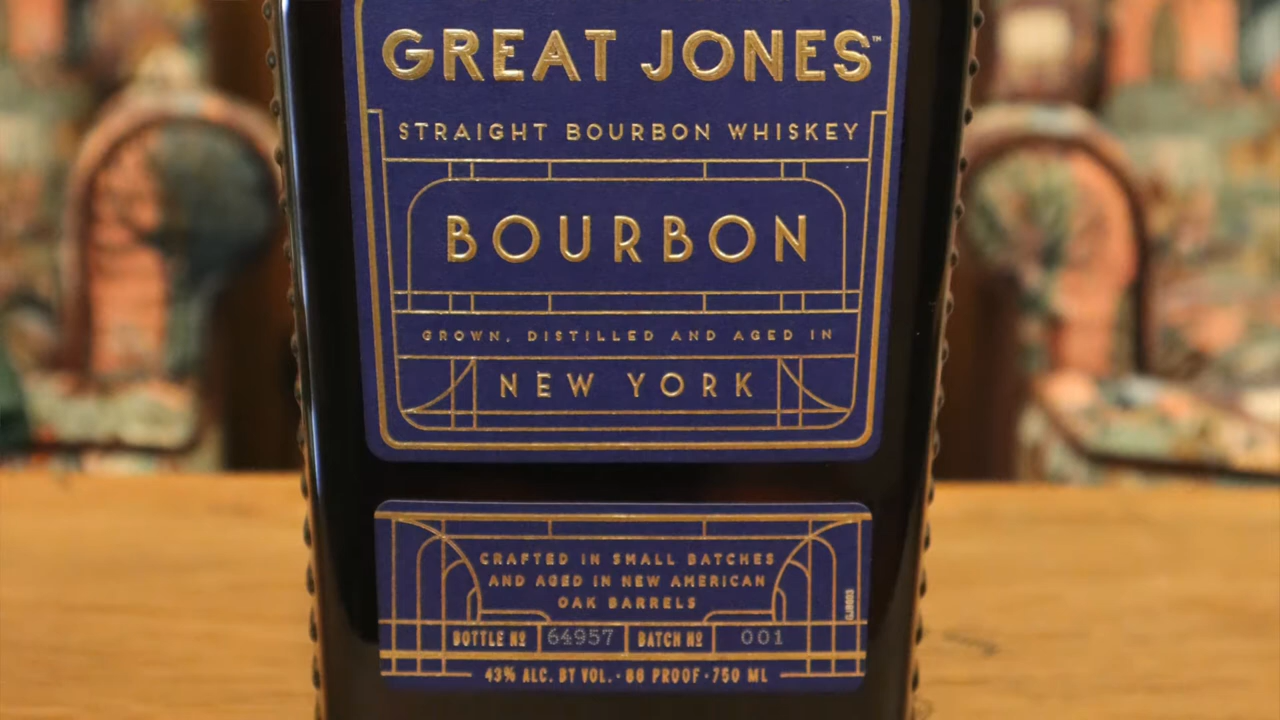 GREAT JONES™
STRAIGHT BOURBON WHISKEY
BOURBON
GROWN, DISTILLED AND AGED IN
NEW YORK
CRAFTED IN SMALL BATCHES
AND AGED IN NEW AMERICAN
OAK BARRELS
BOTTLE Nº 64957 BATCH Nº 001
43% ALC. BY VOL. · 86 PROOF · 750 ML